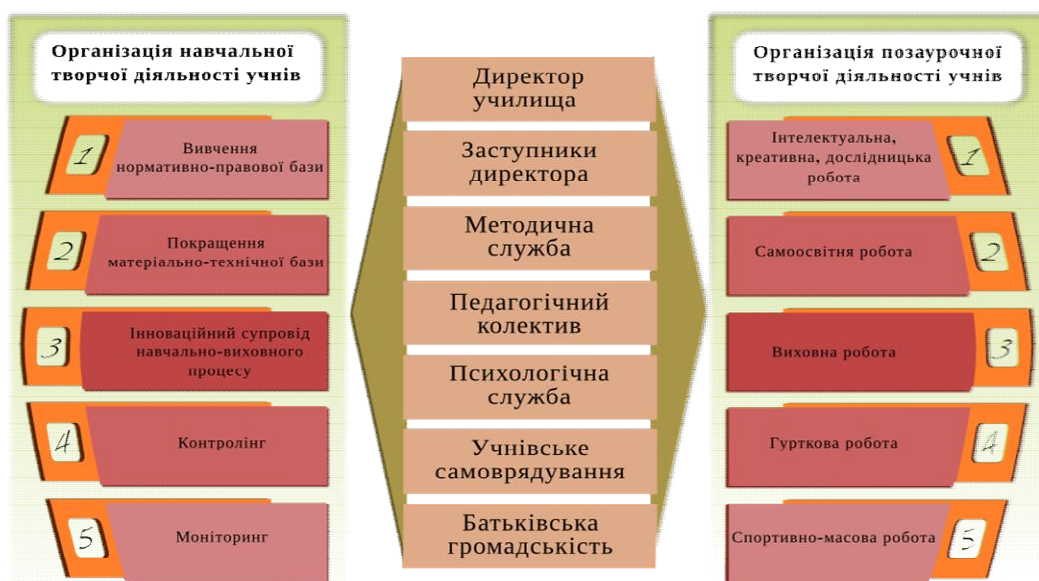 Організація навчальної
творчої діяльності учнів
1
Вивчення
нормативно-правової бази
2
Покращення
матеріально-технічної бази
3
Інноваційний супровід
навчально-виховного
процесу
4
Контролінг
5
Моніторинг
Директор
училища
Заступники
директора
Методична
служба
Педагогічний
колектив
Психологічна
служба
Учнівське
самоврядування
Батьківська
громадськість
Організація позаурочної
творчої діяльності учнів
Інтелектуальна,
креативна, дослідницька
робота
1
Самоосвітня робота
2
Виховна робота
3
Гурткова робота
4
Спортивно-масова робота
5